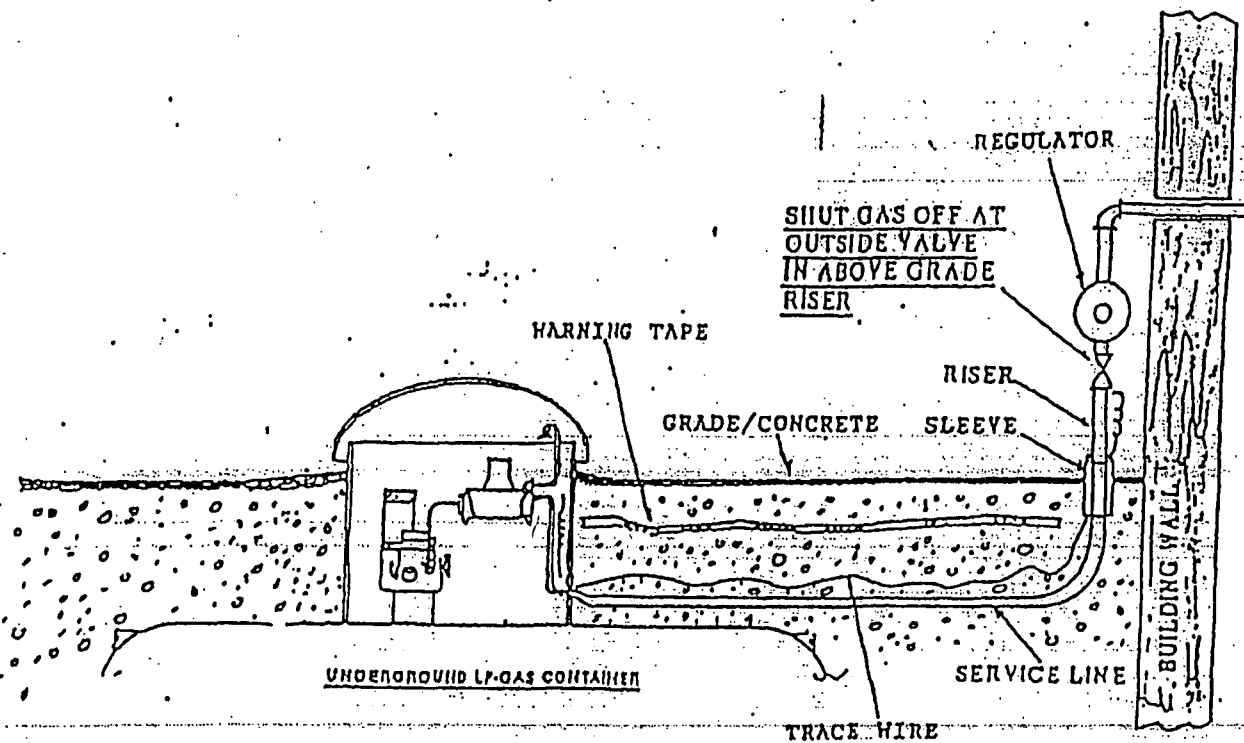 REGULATOR
SHUT GAS OFF AT
OUTSIDE VALVE
IN ABOVE GRADE
RISER
WARNING TAPE
RISER
GRADE/CONCRETE
SLEEVE
BUILDING WALL
SERVICE LINE
UNDERGROUND LP-GAS CONTAINER
TRACE WIRE